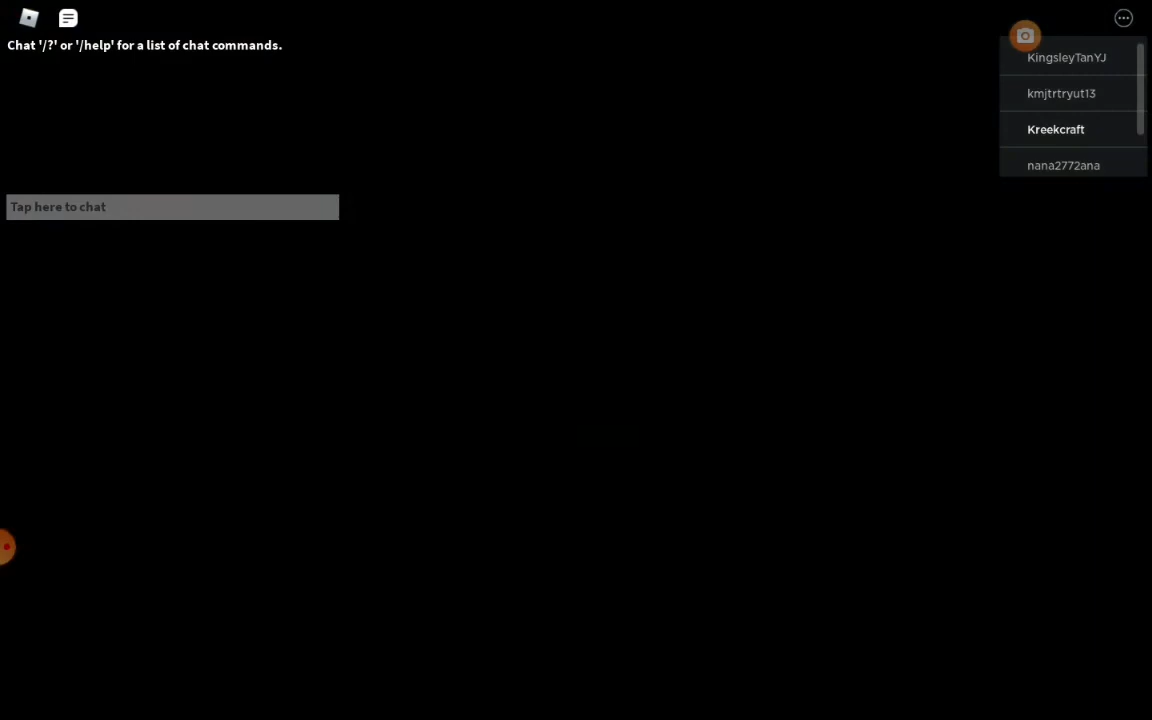 Chat '/?' or '/help' for a list of chat commands.
KingsleyTanYJ
kmjtrtryut13
Kreekcraft
nana2772ana
Tap here to chat